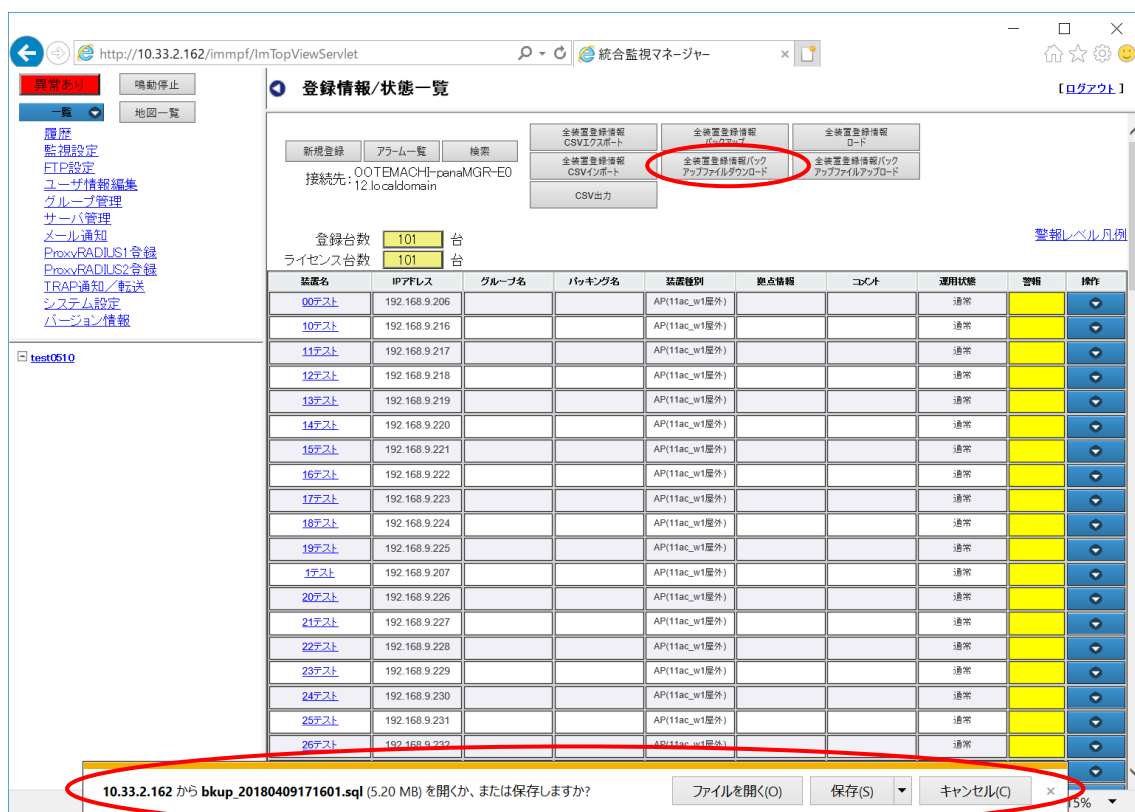 http://10.33.2.162/immpf/ImTopViewServlet
統合監視マネージャー
異常あり
鳴動停止
一覧
地図一覧
履歴
監視設定
FTP設定
ユーザ情報編集
グループ管理
サーバ管理
メール通知
ProxyRADIUS1登録
ProxyRADIUS2登録
TRAP通知／転送
システム設定
バージョン情報
test0510
登録情報/状態一覧
[ログアウト]
新規登録 アラーム一覧 検索
接続先: OOTEMACHI-panaMGR-E0
12.localdomain
全装置登録情報
CSVエクスポート
全装置登録情報
バックアップ
全装置登録情報
ロード
全装置登録情報
CSVインポート
全装置登録情報バック
アップファイルダウンロード
全装置登録情報バック
アップファイルアップロード
CSV出力
登録台数 101 台
ライセンス台数 101 台
警報レベル凡例
装置名 IPアドレス グループ名 パッキング名 装置種別 拠点情報 コメント 運用状態 警報 操作
00テスト 192.168.9.206 AP(11ac_w1屋外) 通常
10テスト 192.168.9.216 AP(11ac_w1屋外) 通常
11テスト 192.168.9.217 AP(11ac_w1屋外) 通常
12テスト 192.168.9.218 AP(11ac_w1屋外) 通常
13テスト 192.168.9.219 AP(11ac_w1屋外) 通常
14テスト 192.168.9.220 AP(11ac_w1屋外) 通常
15テスト 192.168.9.221 AP(11ac_w1屋外) 通常
16テスト 192.168.9.222 AP(11ac_w1屋外) 通常
17テスト 192.168.9.223 AP(11ac_w1屋外) 通常
18テスト 192.168.9.224 AP(11ac_w1屋外) 通常
19テスト 192.168.9.225 AP(11ac_w1屋外) 通常
1テスト 192.168.9.207 AP(11ac_w1屋外) 通常
20テスト 192.168.9.226 AP(11ac_w1屋外) 通常
21テスト 192.168.9.227 AP(11ac_w1屋外) 通常
22テスト 192.168.9.228 AP(11ac_w1屋外) 通常
23テスト 192.168.9.229 AP(11ac_w1屋外) 通常
24テスト 192.168.9.230 AP(11ac_w1屋外) 通常
25テスト 192.168.9.231 AP(11ac_w1屋外) 通常
26テスト 192.168.9.232 AP(11ac_w1屋外) 通常
10.33.2.162 から bkup_20180409171601.sql (5.20 MB) を開くか、または保存しますか?
ファイルを開く(O) 保存(S) キャンセル(C)
5%